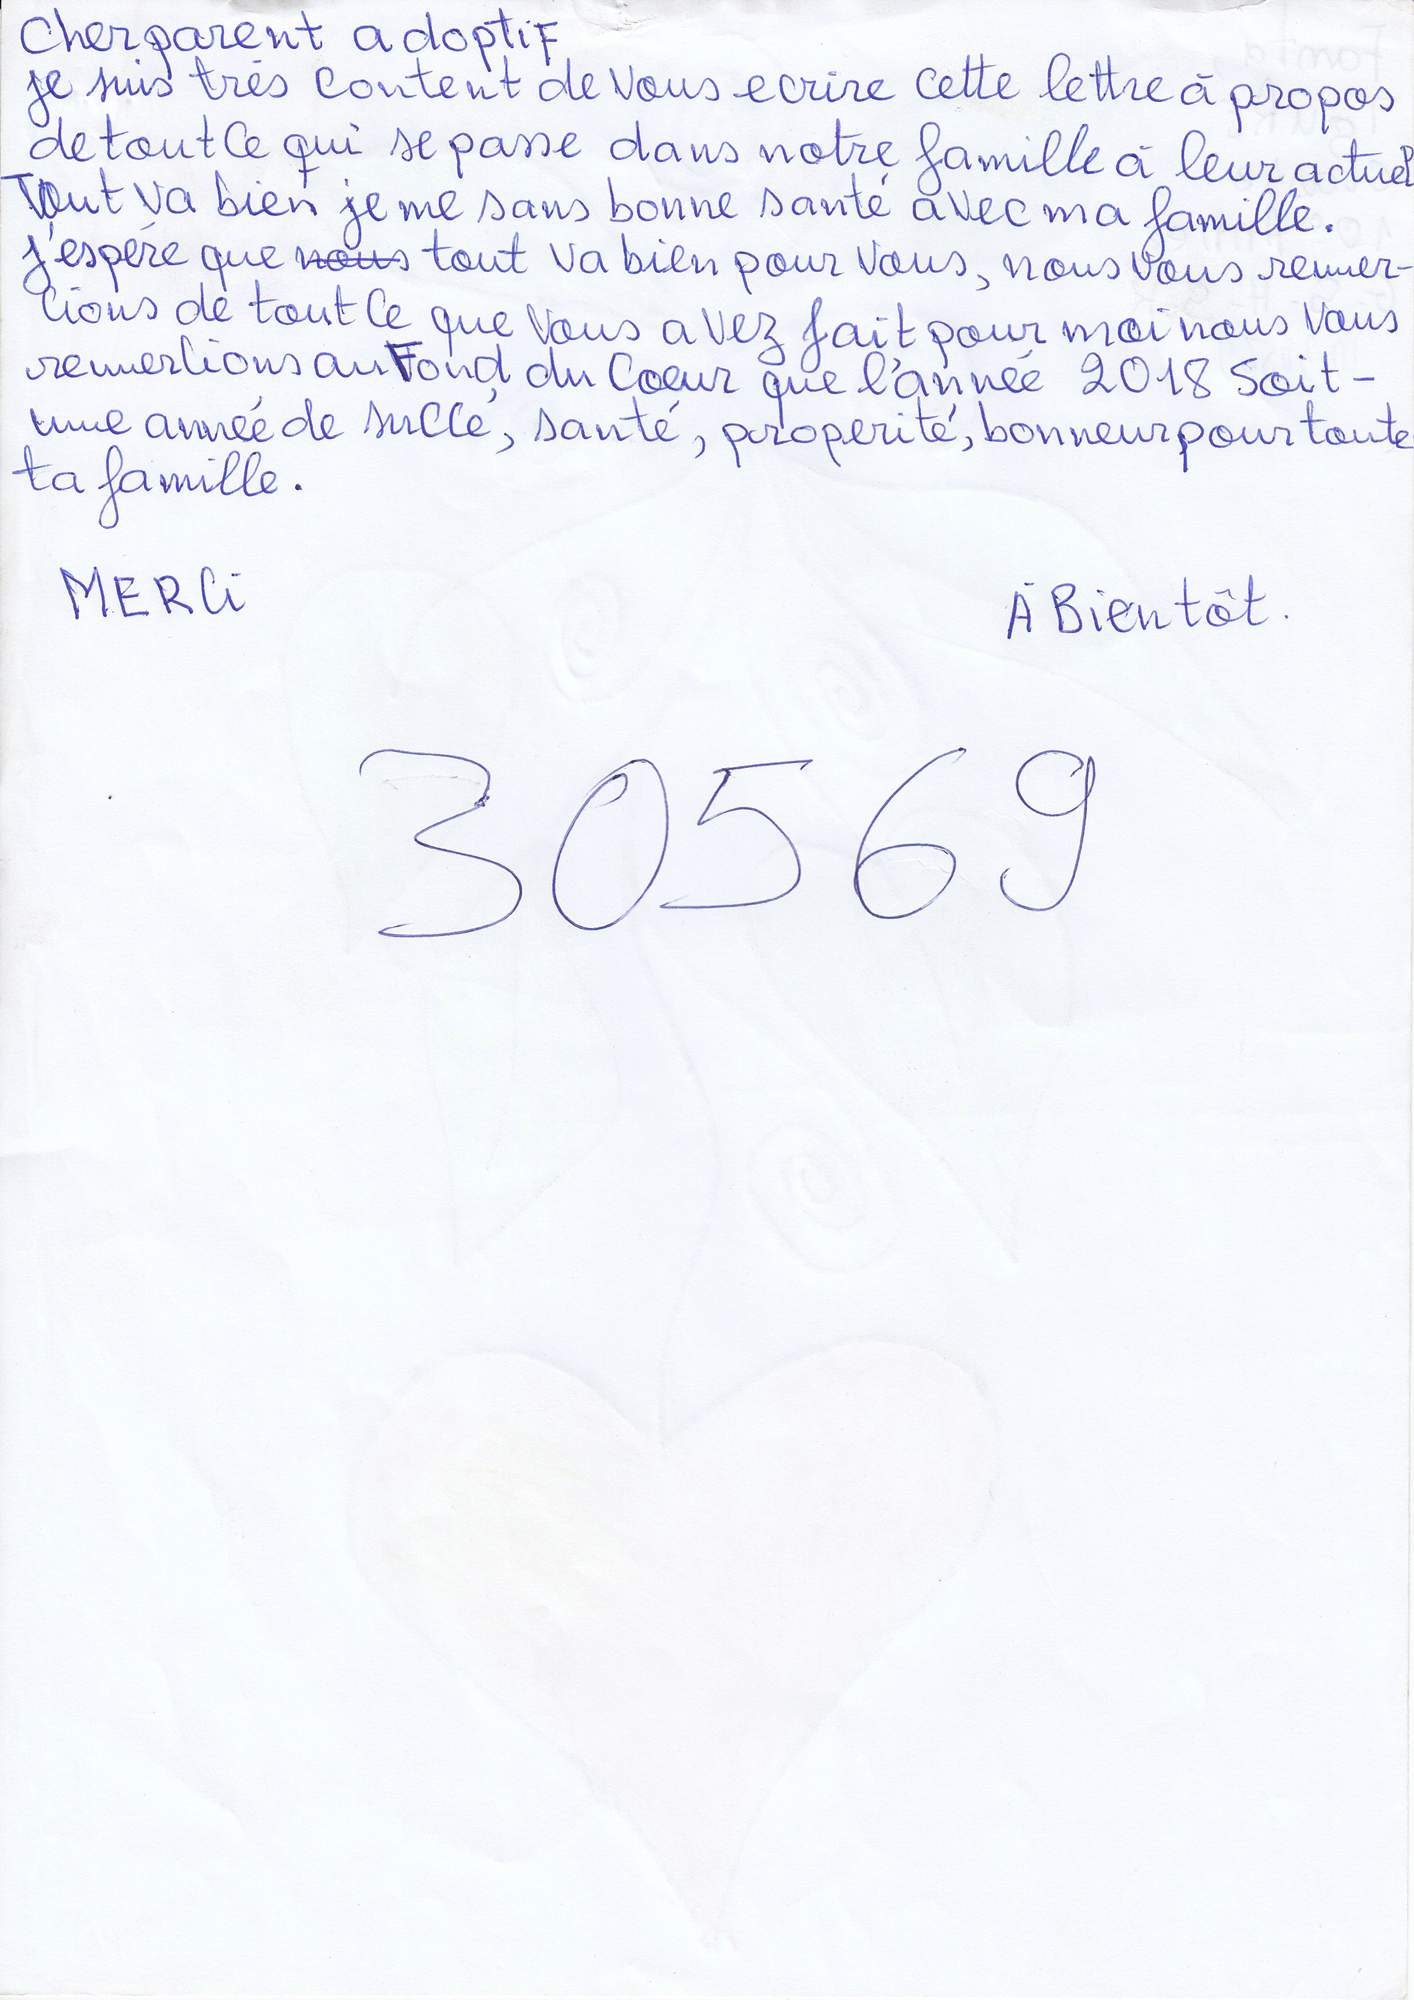 Cher parent adoptif
je suis très content de vous ecrire cette lettre à propos
de tout ce qui se passe dans notre famille à leur actuel
Tout va bien je me sans bonne santé avec ma famille.
j'espère que nous tout va bien pour vous, nous vous remer-
cions de tout ce que vous avez fait pour moi nous vous
remercions au Fond du Coeur que l'année 2018 soit-
une année de succé, santé, properité, bonneur pour toute
ta famille.
MERCi
À Bientôt.
30569